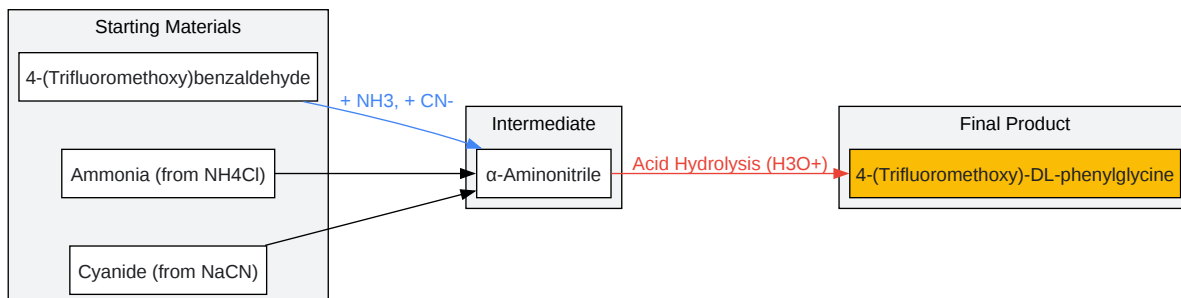 Starting Materials
4-(Trifluoromethoxy)benzaldehyde
Ammonia (from NH4Cl)
Cyanide (from NaCN)
+ NH3, + CN-
Intermediate
α-Aminonitrile
Acid Hydrolysis (H3O+)
Final Product
4-(Trifluoromethoxy)-DL-phenylglycine